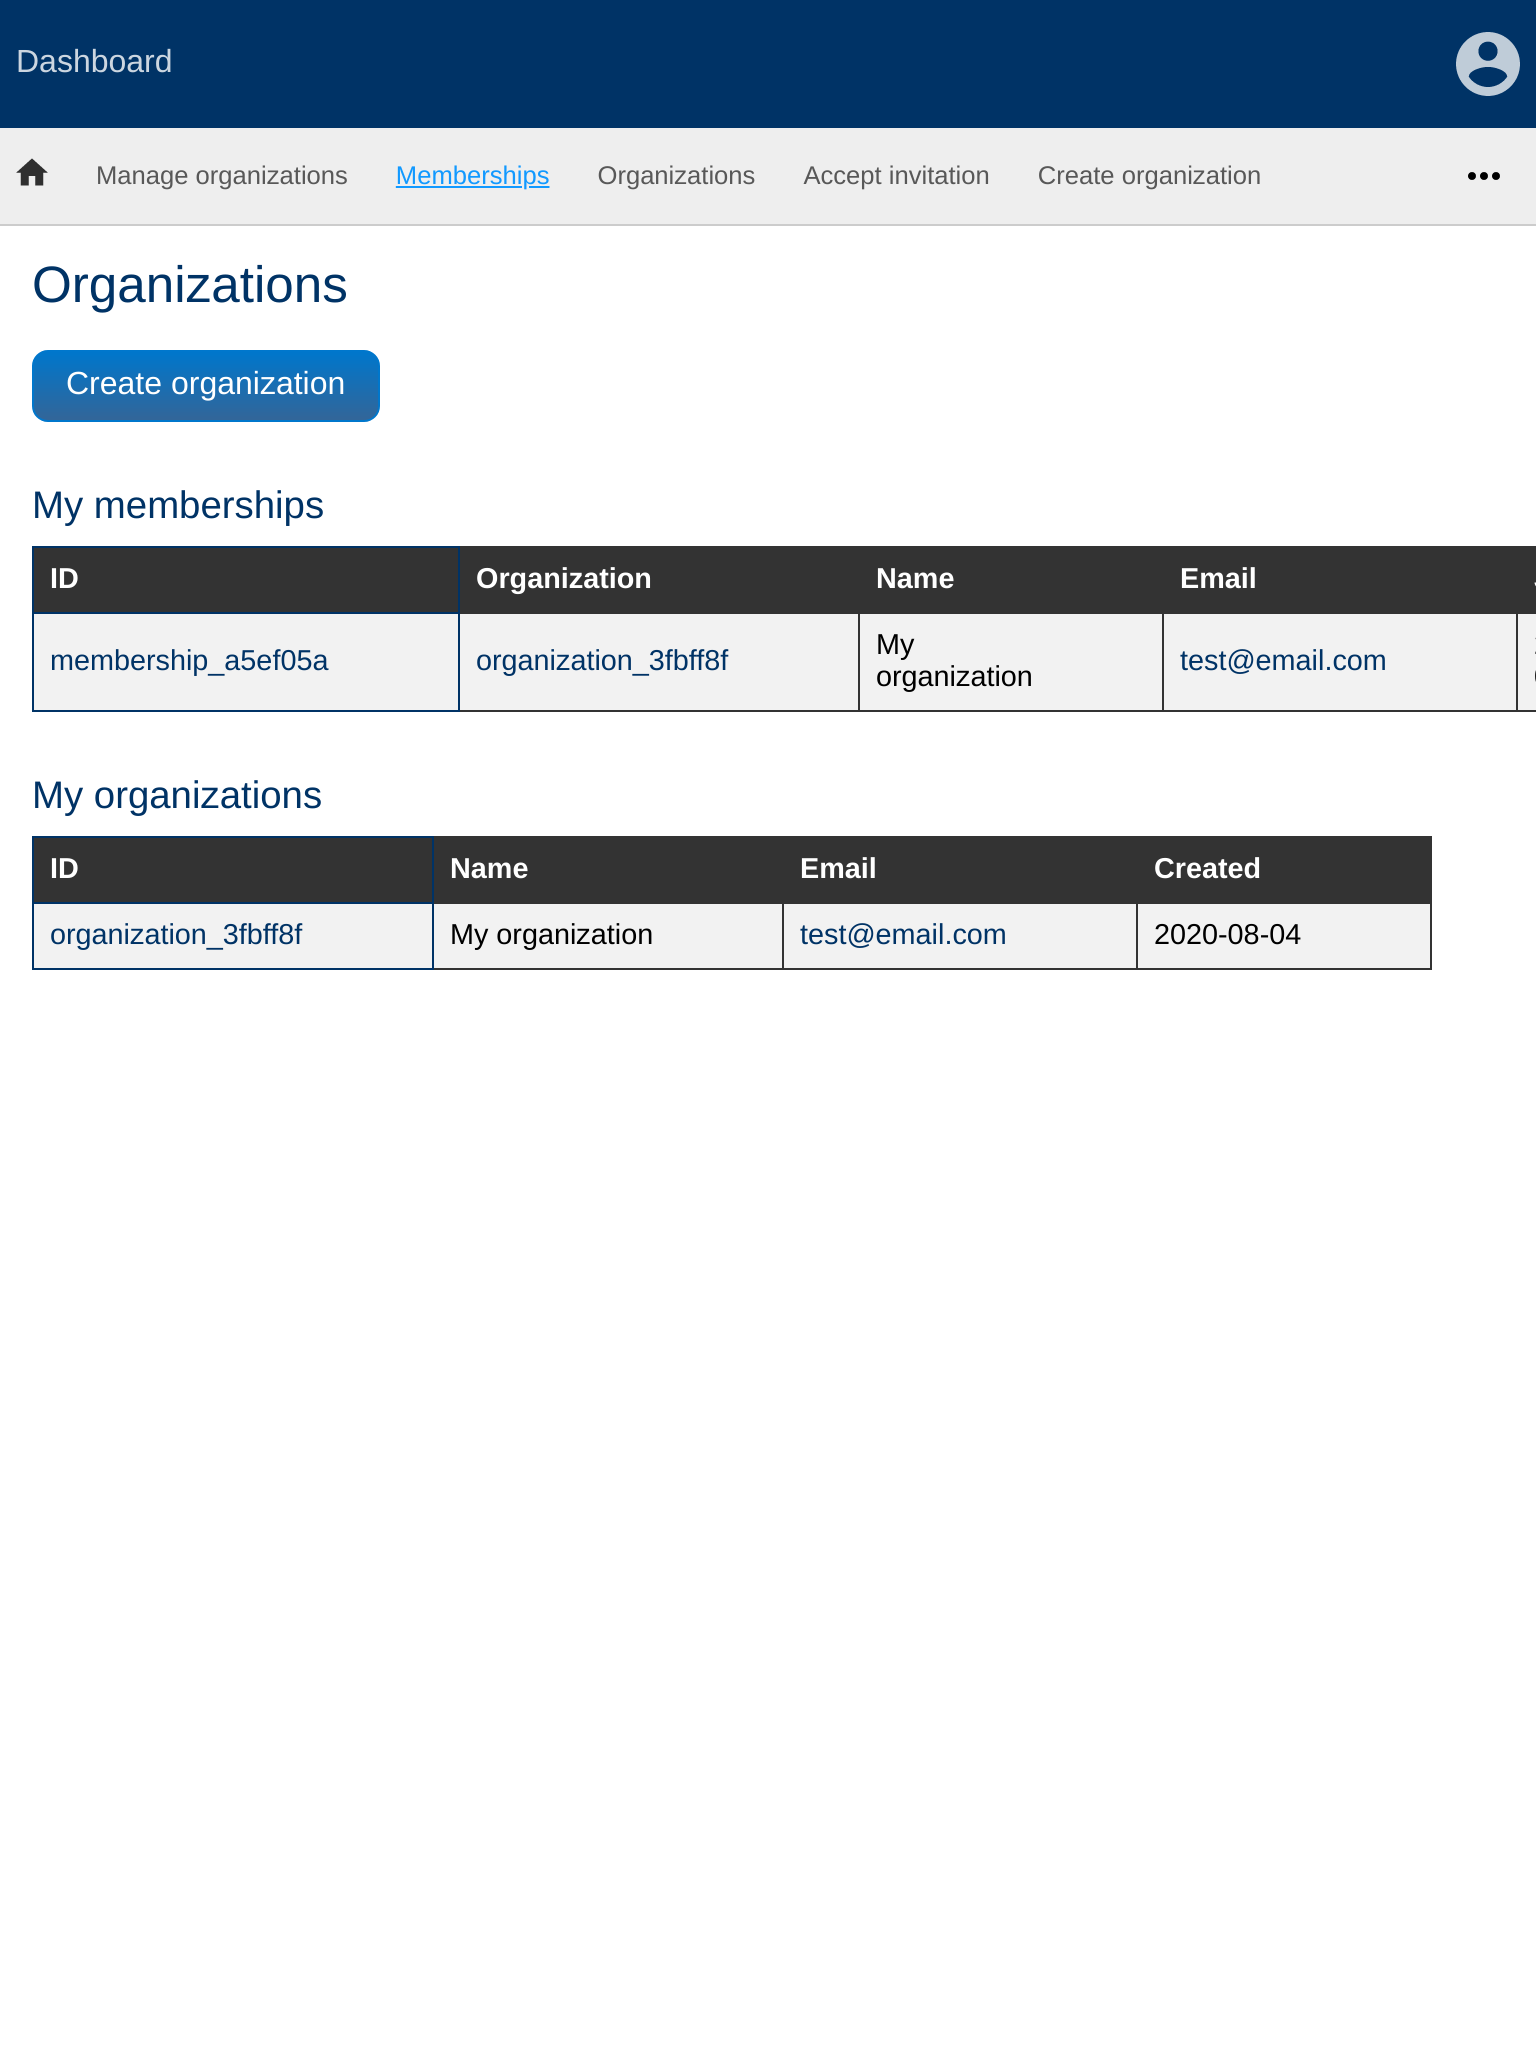 Dashboard
Manage organizations Memberships Organizations Accept invitation Create organization
Organizations
Create organization
My memberships
ID Organization Name Email
membership_a5ef05a organization_3fbff8f My organization test@email.com
My organizations
ID Name Email Created
organization_3fbff8f My organization test@email.com 2020-08-04